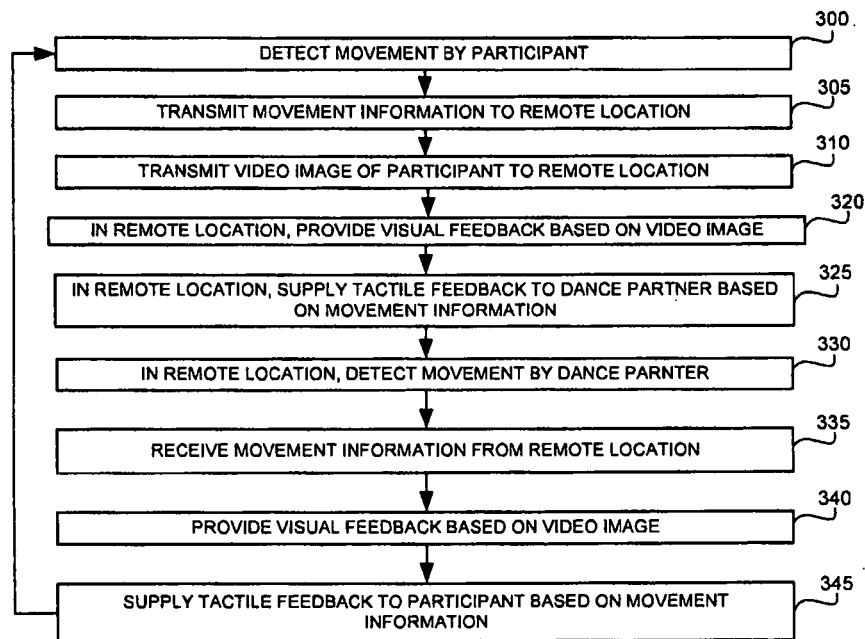 300
DETECT MOVEMENT BY PARTICIPANT
305
TRANSMIT MOVEMENT INFORMATION TO REMOTE LOCATION
310
TRANSMIT VIDEO IMAGE OF PARTICIPANT TO REMOTE LOCATION
320
IN REMOTE LOCATION, PROVIDE VISUAL FEEDBACK BASED ON VIDEO IMAGE
325
IN REMOTE LOCATION, SUPPLY TACTILE FEEDBACK TO DANCE PARTNER BASED
ON MOVEMENT INFORMATION
330
IN REMOTE LOCATION, DETECT MOVEMENT BY DANCE PARNTER
335
RECEIVE MOVEMENT INFORMATION FROM REMOTE LOCATION
340
PROVIDE VISUAL FEEDBACK BASED ON VIDEO IMAGE
345
SUPPLY TACTILE FEEDBACK TO PARTICIPANT BASED ON MOVEMENT
INFORMATION